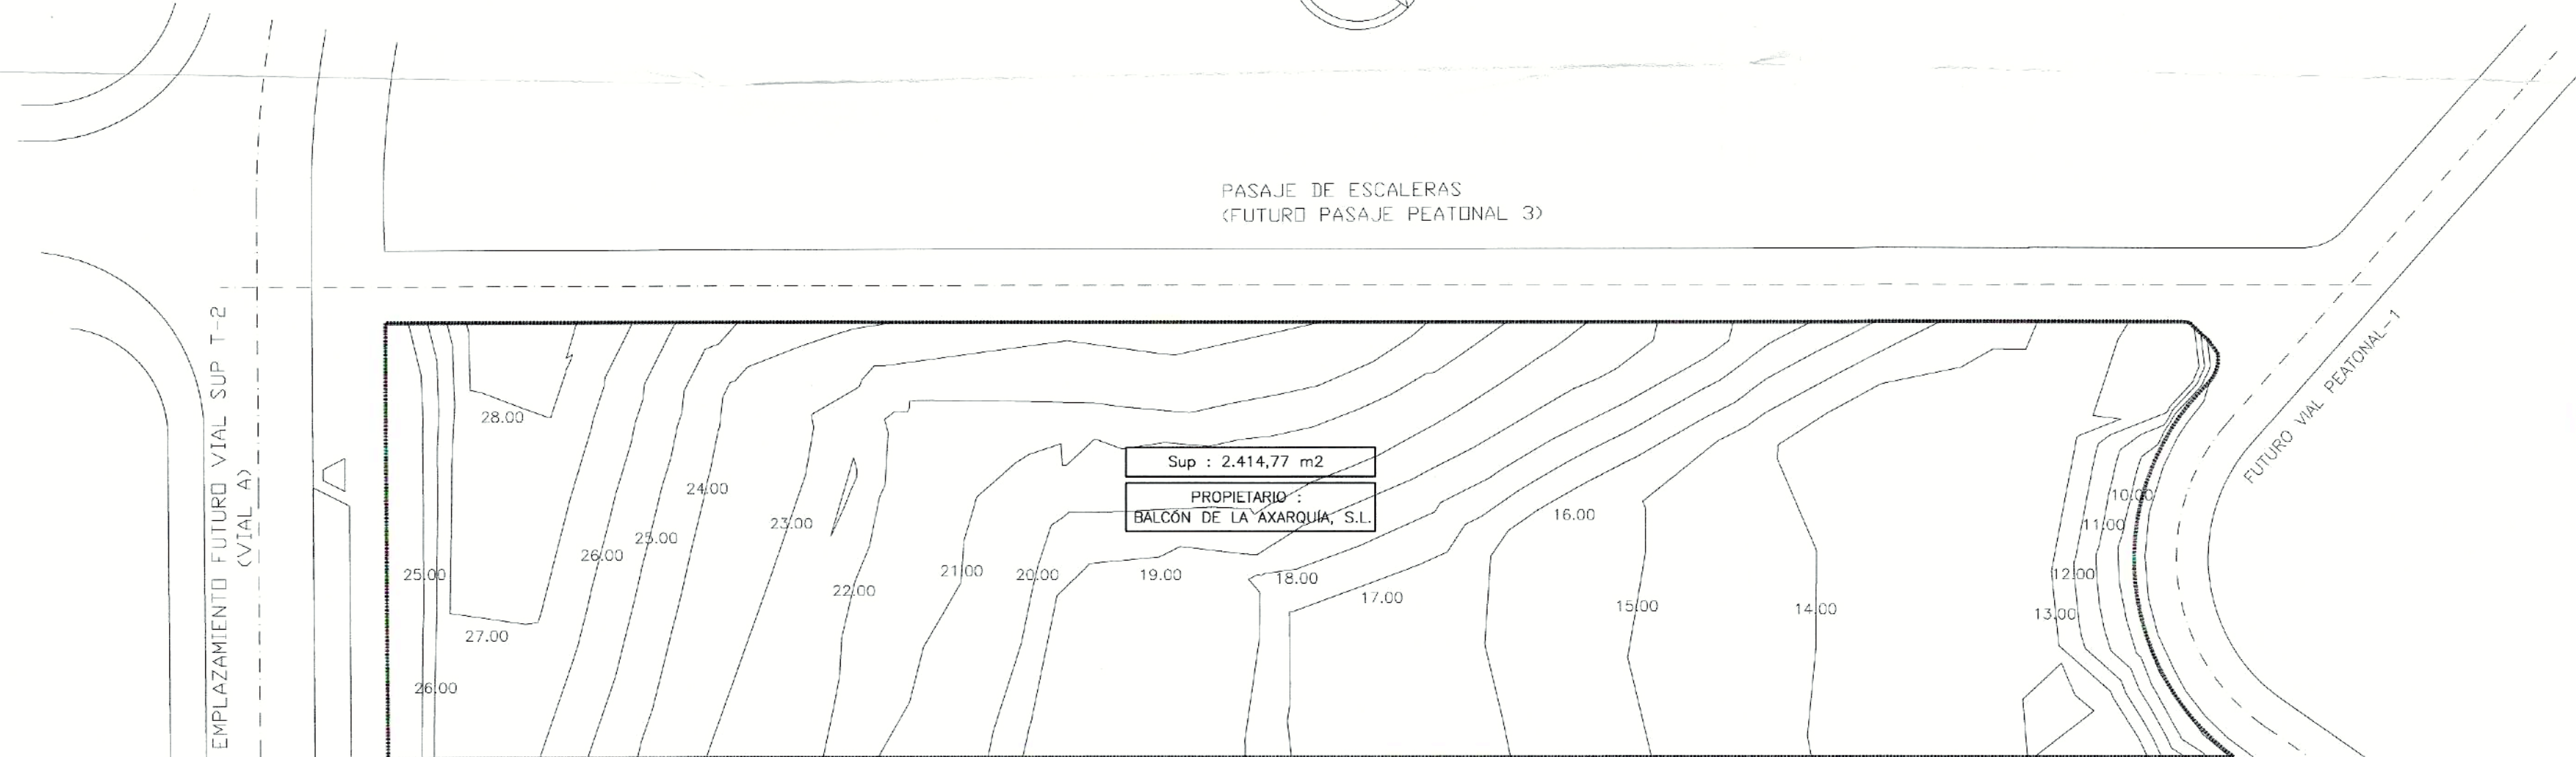 PASAJE DE ESCALERAS
(FUTURO PASAJE PEATONAL 3)
EMPLAZAMIENTO FUTURO VIAL SUP T-2
(VIAL A)
FUTURO VIAL PEATONAL-1
Sup : 2.414,77 m2
PROPIETARIO :
BALCÓN DE LA AXARQUÍA, S.L.
28.00
24.00
23.00
25.00
26.00
25.00
22.00
21.00
20.00
19.00
18.00
17.00
16.00
15.00
14.00
10.00
11.00
12.00
13.00
27.00
26.00